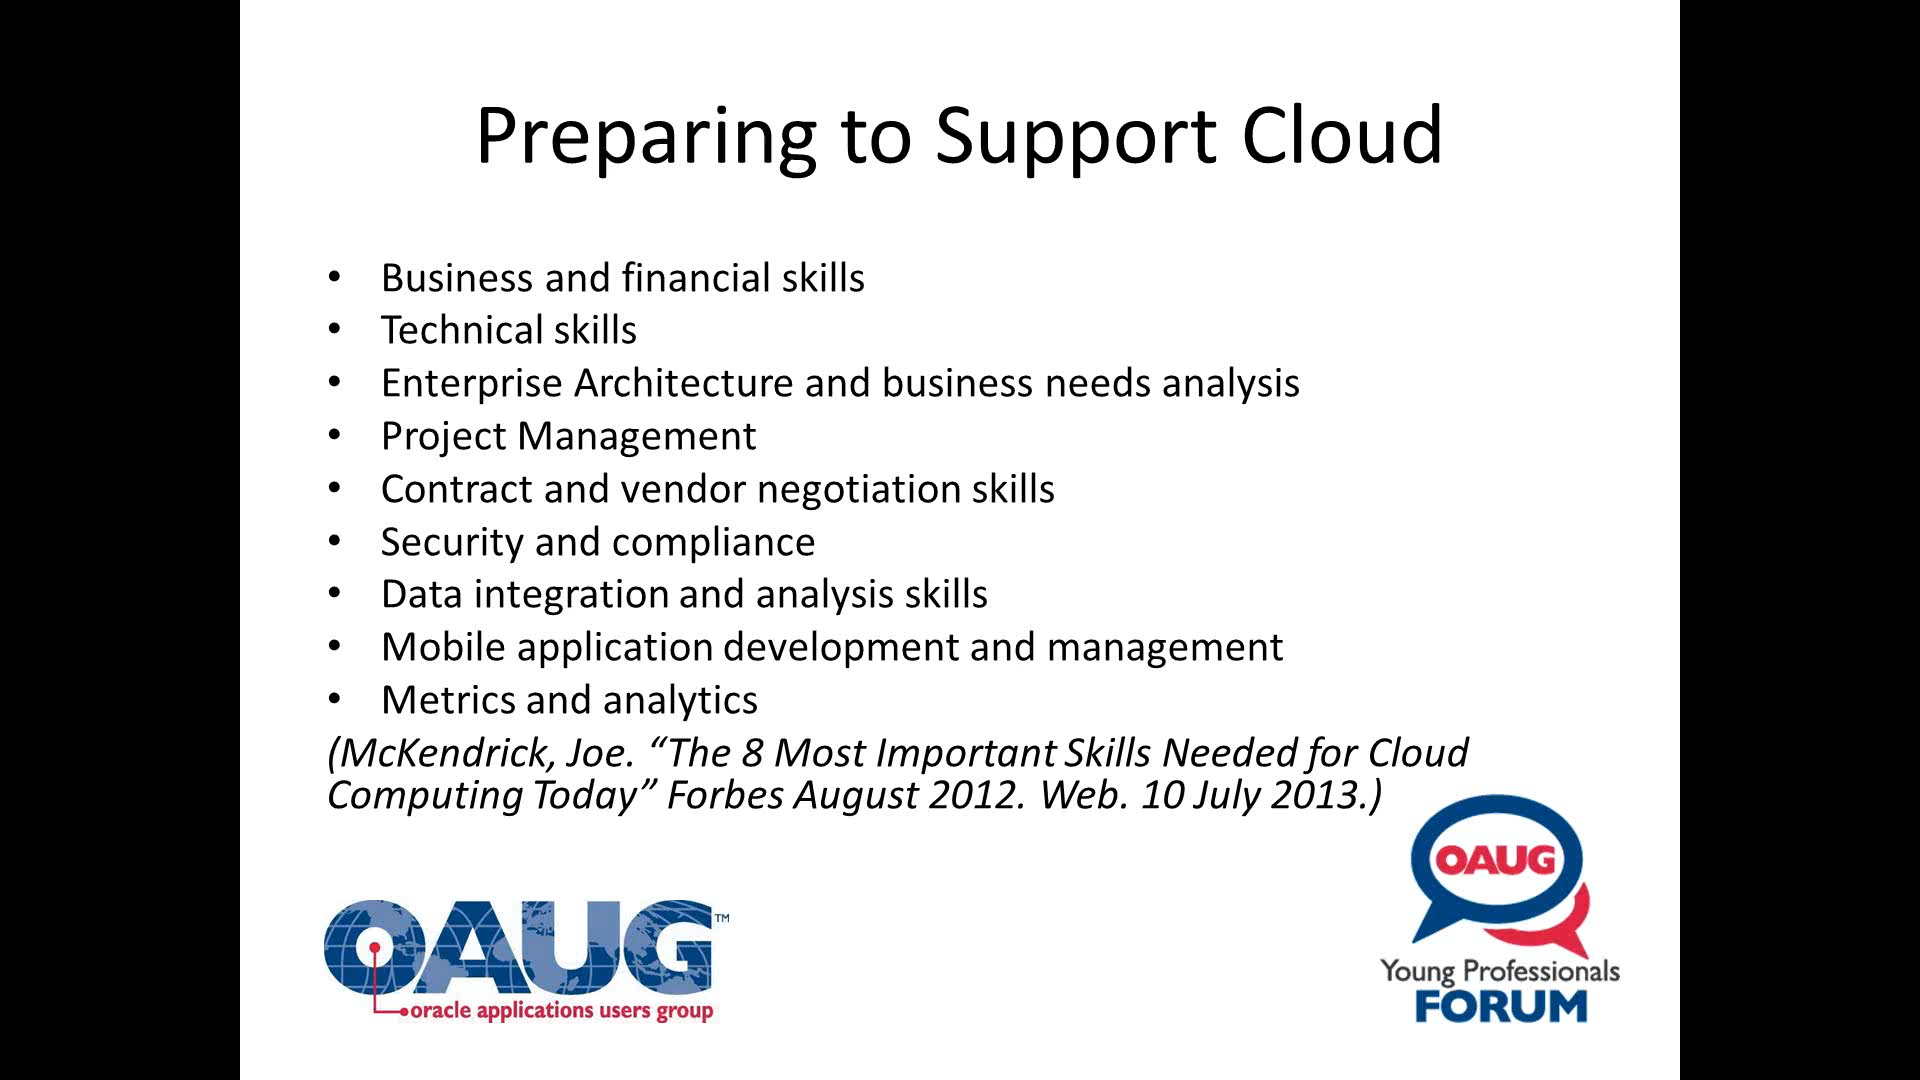 Preparing to Support Cloud
• Business and financial skills
• Technical skills
• Enterprise Architecture and business needs analysis
• Project Management
• Contract and vendor negotiation skills
• Security and compliance
• Data integration and analysis skills
• Mobile application development and management
• Metrics and analytics
(McKendrick, Joe. “The 8 Most Important Skills Needed for Cloud
Computing Today” Forbes August 2012. Web. 10 July 2013.)
OAUG™
oracle applications users group
OAUG
Young Professionals
FORUM